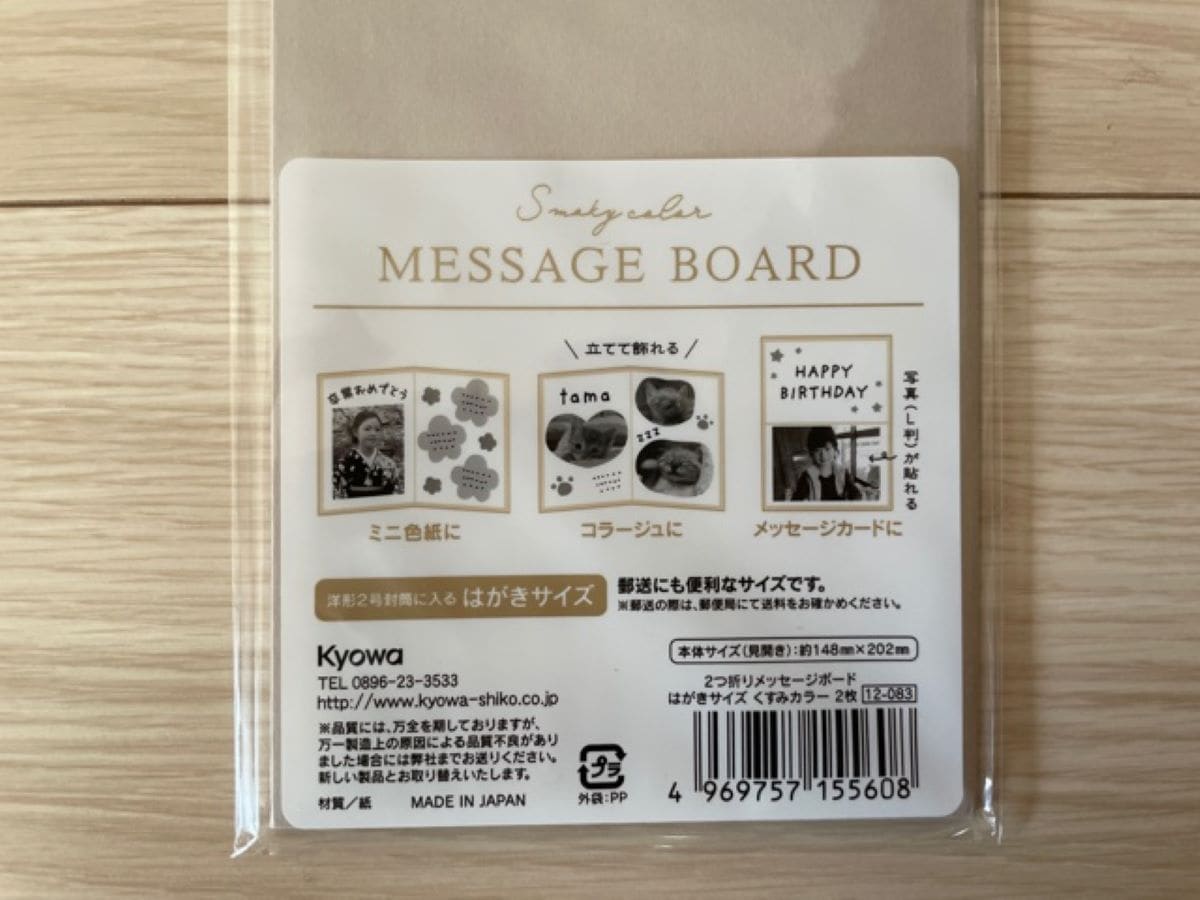 Smoky color
MESSAGE BOARD
\ 立てて飾れる /
卒業おめでとう
tama
zzz
HAPPY
BIRTHDAY
写真(L判)が貼れる
ミニ色紙に
コラージュに
メッセージカードに
洋形2号封筒に入る はがきサイズ
郵送にも便利なサイズです。
※郵送の際は、郵便局にて送料をお確かめください。
Kyowa
TEL 0896-23-3533
http://www.kyowa-shiko.co.jp
※品質には、万全を期しておりますが、
万一製造上の原因による品質不良があり
ました場合には弊社までお送りください。
新しい製品とお取り替えいたします。
材質/紙 MADE IN JAPAN
プラ
外袋:PP
本体サイズ(見開き):約148mm×202mm
2つ折りメッセージボード
はがきサイズ くすみカラー 2枚 12-083
4 969757 155608